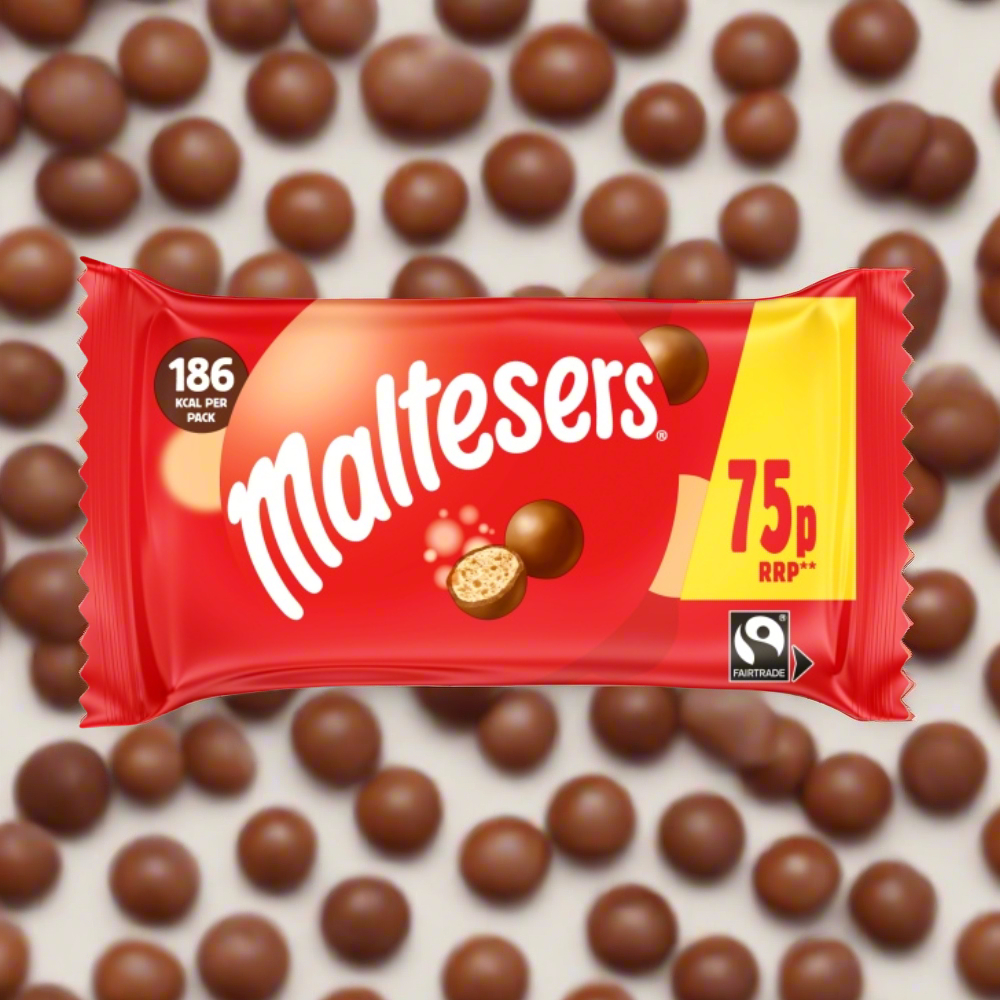 186
KCAL PER
PACK
Maltesers®
75p
RRP**
®
FAIRTRADE